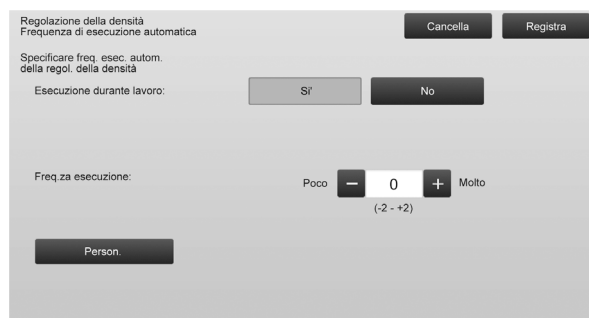 Regolazione della densità
Frequenza di esecuzione automatica
Cancella
Registra
Specificare freq. esec. autom.
della regol. della densità
Esecuzione durante lavoro:
Si'
No
Freq.za esecuzione:
Poco
−
0
+
Molto
(-2 - +2)
Person.